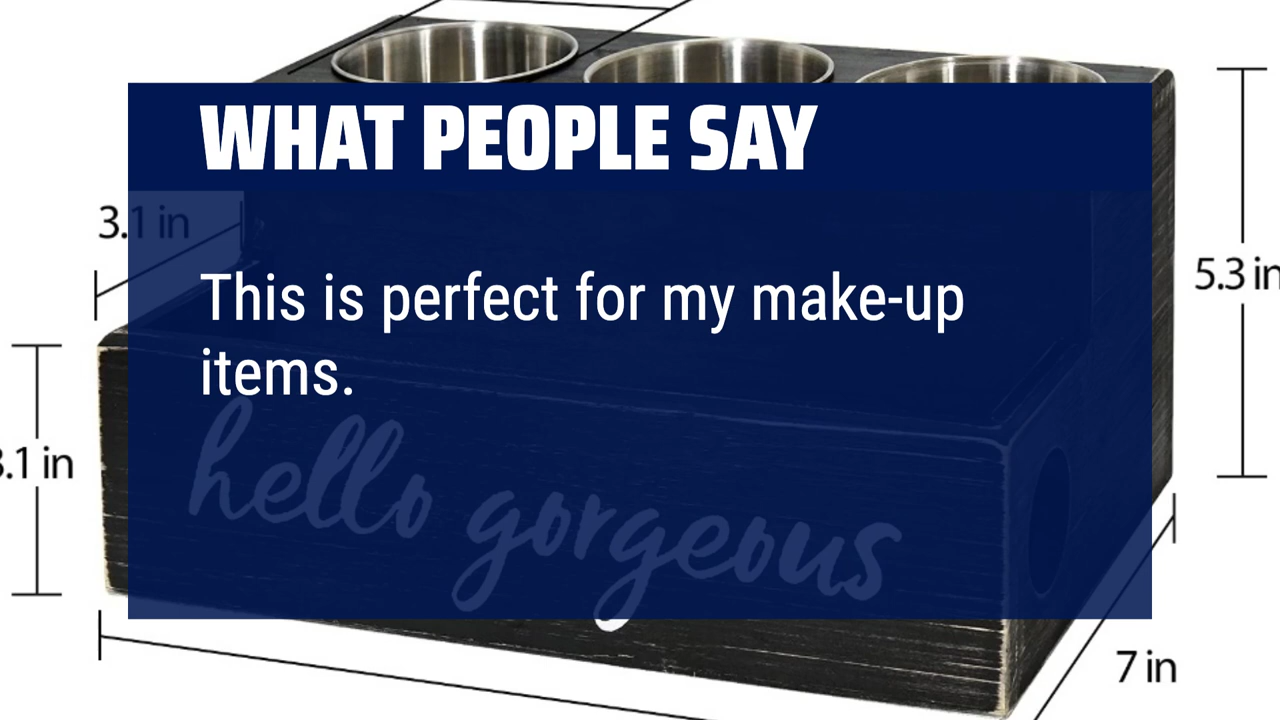 WHAT PEOPLE SAY
3.1 in
5.3 in
This is perfect for my make-up
items.
3.1 in
hello gorgeous
7 in